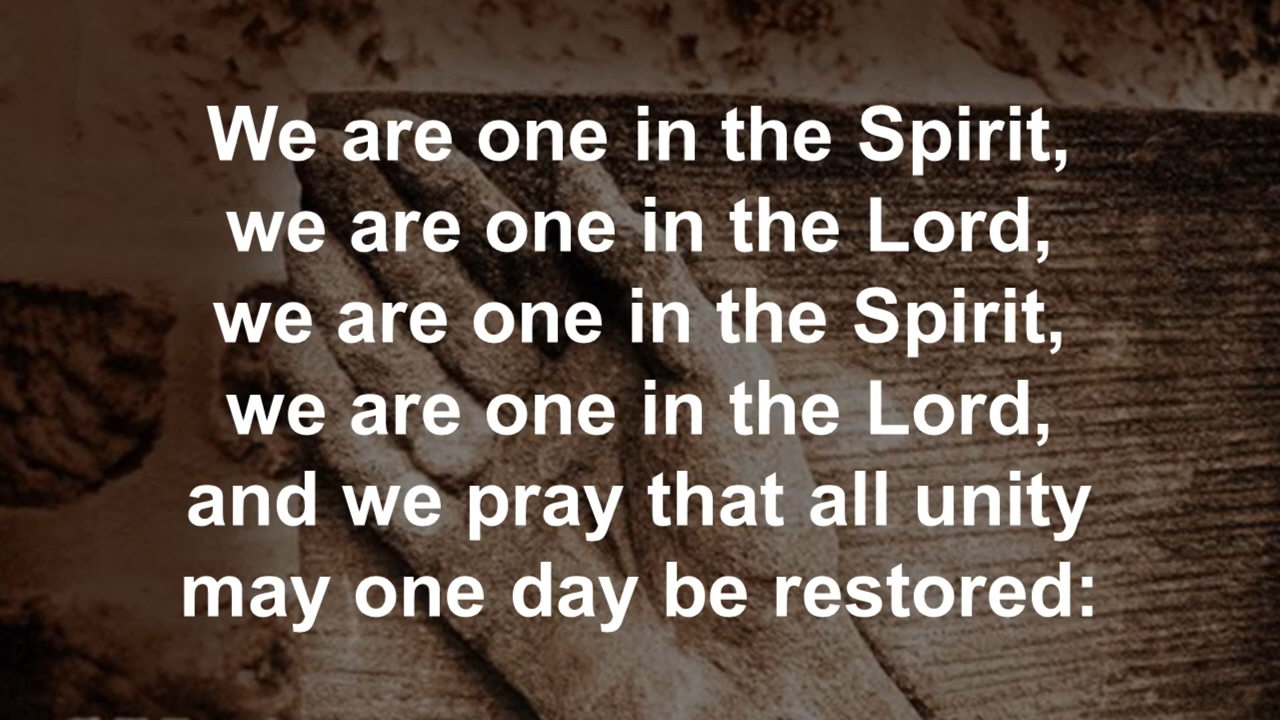 We are one in the Spirit,
we are one in the Lord,
we are one in the Spirit,
we are one in the Lord,
and we pray that all unity
may one day be restored: